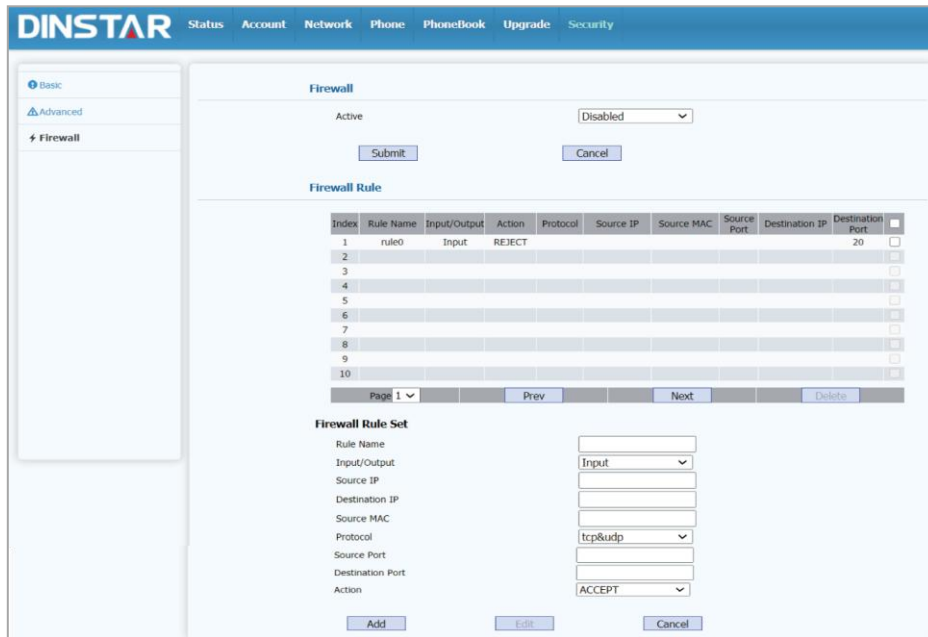 DINSTAR Status Account Network Phone PhoneBook Upgrade Security
Basic
Advanced
Firewall
Firewall
Active Disabled
Submit Cancel
Firewall Rule
Index Rule Name Input/Output Action Protocol Source IP Source MAC Source Port Destination IP Destination Port
1 rule0 Input REJECT 20
2
3
4
5
6
7
8
9
10
Page 1 Prev Next Delete
Firewall Rule Set
Rule Name
Input/Output Input
Source IP
Destination IP
Source MAC
Protocol tcp&udp
Source Port
Destination Port
Action ACCEPT
Add Edit Cancel